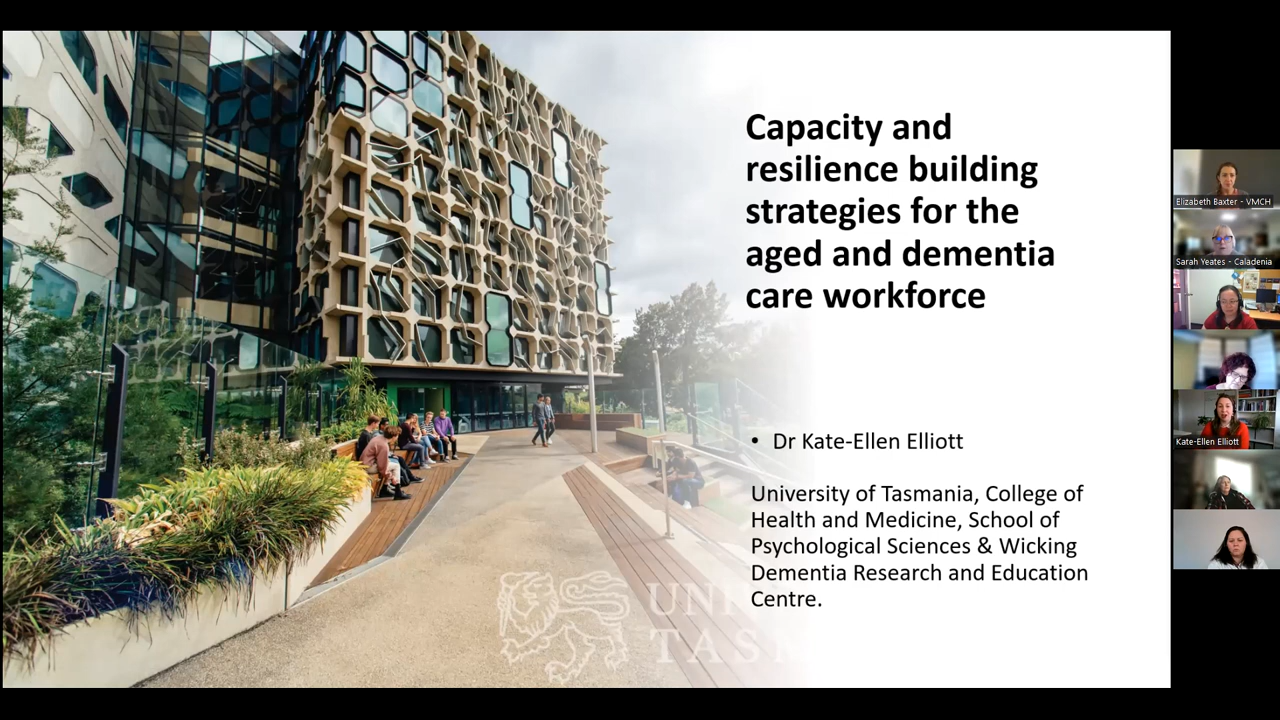 Capacity and
resilience building
strategies for the
aged and dementia
care workforce
• Dr Kate-Ellen Elliott
University of Tasmania, College of
Health and Medicine, School of
Psychological Sciences & Wicking
Dementia Research and Education
Centre.
Elizabeth Baxter - VMCH
Sarah Yeates - Caladenia
Kate-Ellen Elliott